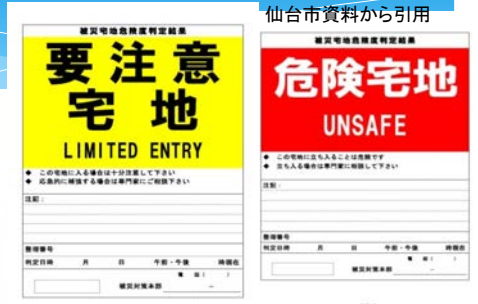 仙台市資料から引用
被災宅地危険度判定結果
要注意
宅地
LIMITED ENTRY
◆ この宅地に入る場合は十分注意して下さい
◆ 応急的に補強する場合は専門家にご相談下さい
注記:
整理番号
判定日時 月 日 午前・午後 時現在
電話( )
被災対策本部 −
被災宅地危険度判定結果
危険宅地
UNSAFE
◆ この宅地に立ち入ることは危険です
◆ 立ち入る場合は専門家に相談して下さい
注記:
整理番号
判定日時 月 日 午前・午後 時現在
電話( )
被災対策本部 −